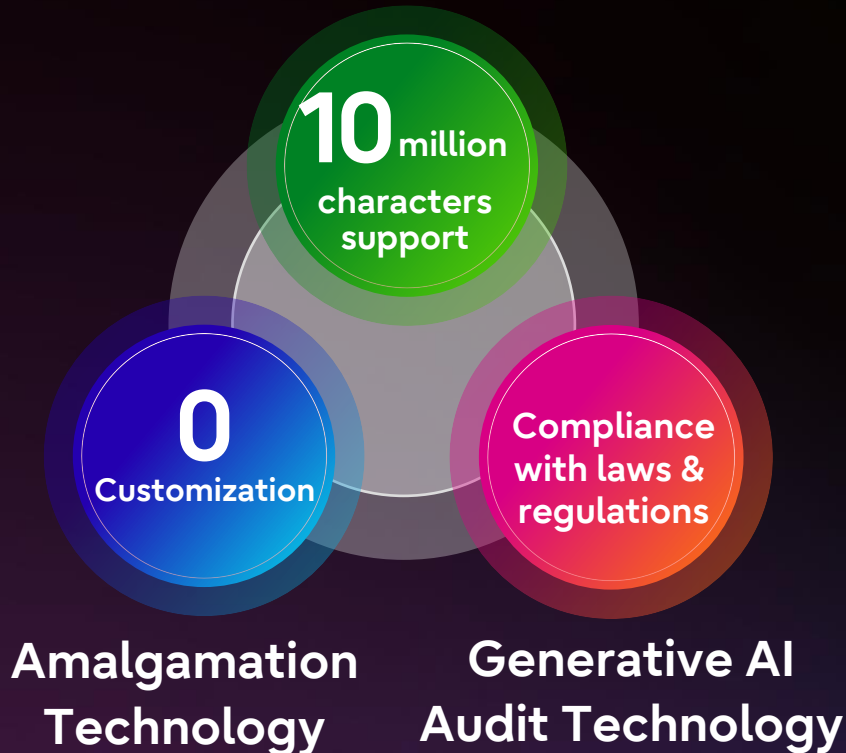 10 million
characters
support
0
Customization
Compliance
with laws &
regulations
Amalgamation
Technology
Generative AI
Audit Technology